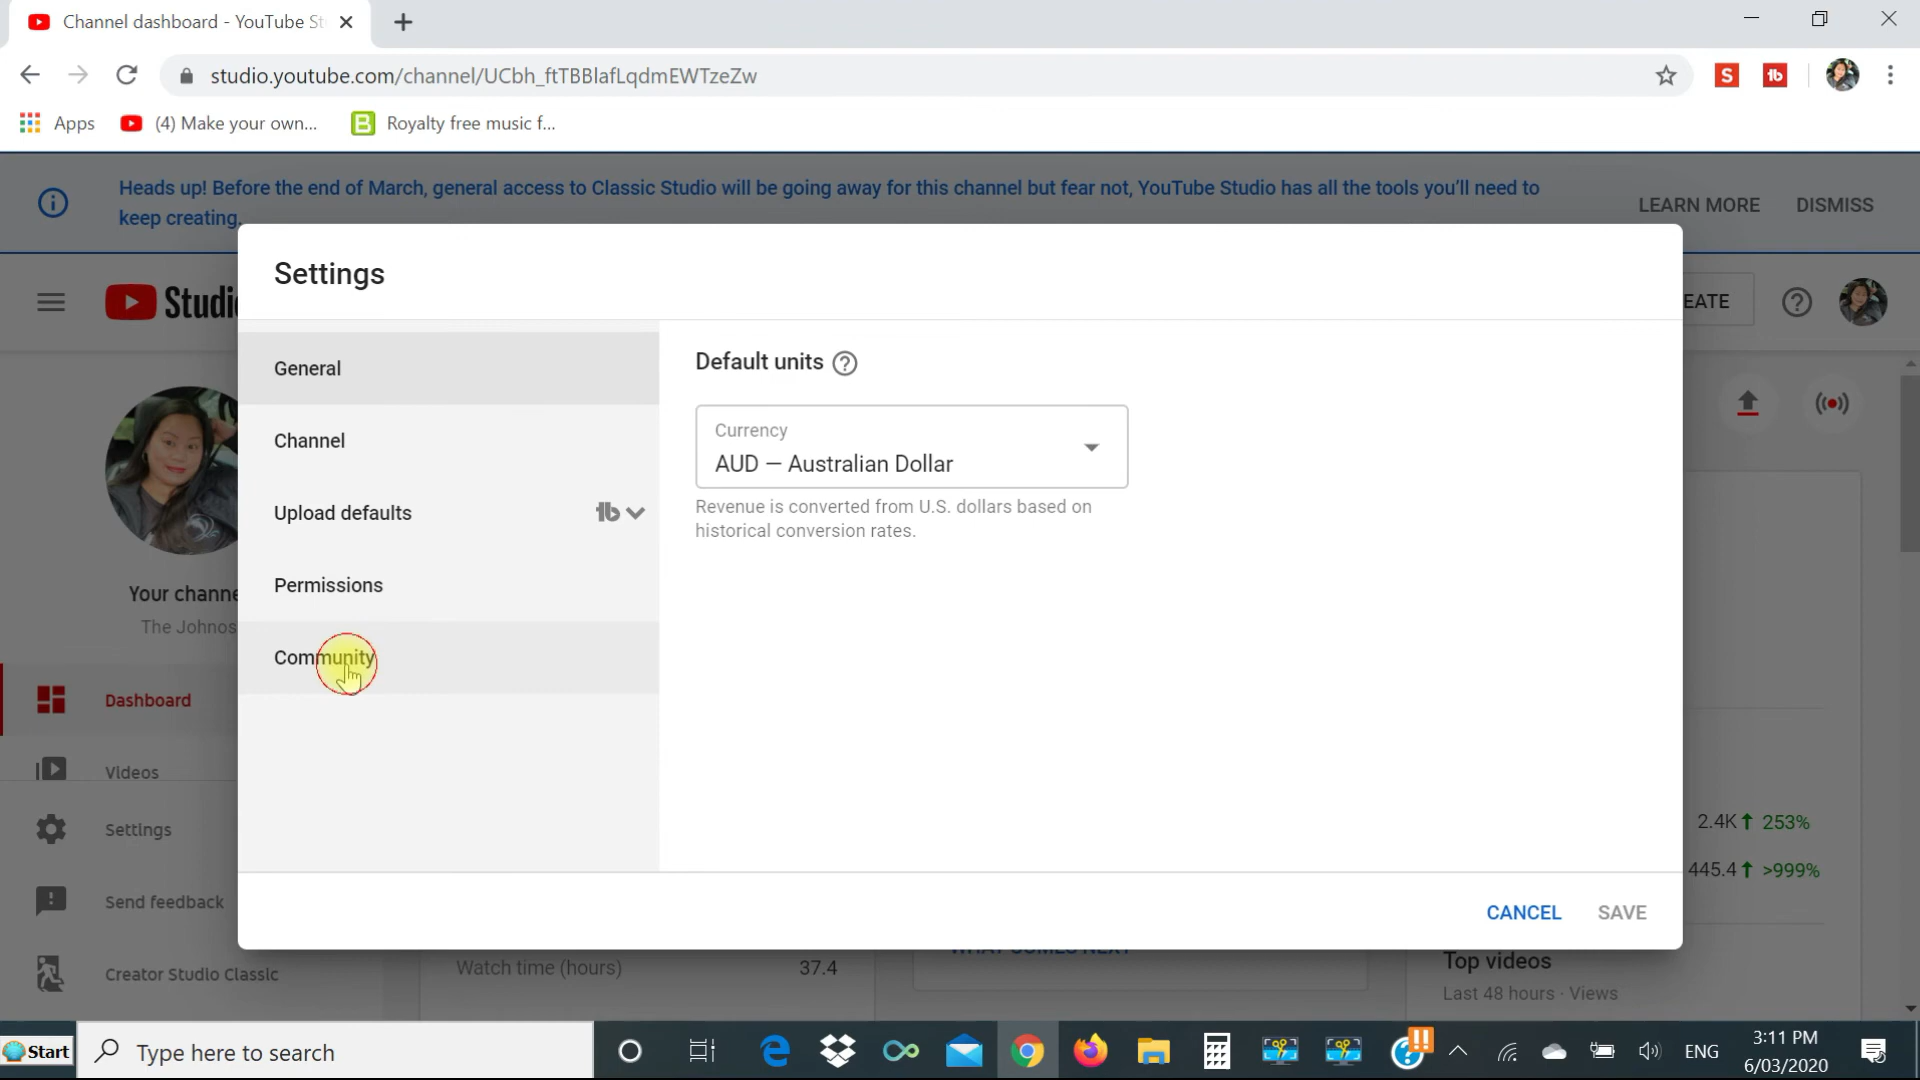 Channel dashboard - YouTube St
studio.youtube.com/channel/UCbh_ftTBBlafLqdmEWTzeZw
S
tb
Apps
(4) Make your own...
B
Royalty free music f...
Heads up! Before the end of March, general access to Classic Studio will be going away for this channel but fear not, YouTube Studio has all the tools you'll need to
keep creating.
LEARN MORE
DISMISS
Studi
EATE
Settings
General
Channel
Upload defaults
tb
Permissions
Community
Default units
Currency
AUD — Australian Dollar
Revenue is converted from U.S. dollars based on
historical conversion rates.
CANCEL
SAVE
Your channe
The Johnos
Dashboard
Videos
Settings
Send feedback
Creator Studio Classic
2.4K 253%
445.4 >999%
Watch time (hours)
37.4
WHAT COMES NEXT
Top videos
Last 48 hours · Views
Start
Type here to search
ENG
3:11 PM
6/03/2020